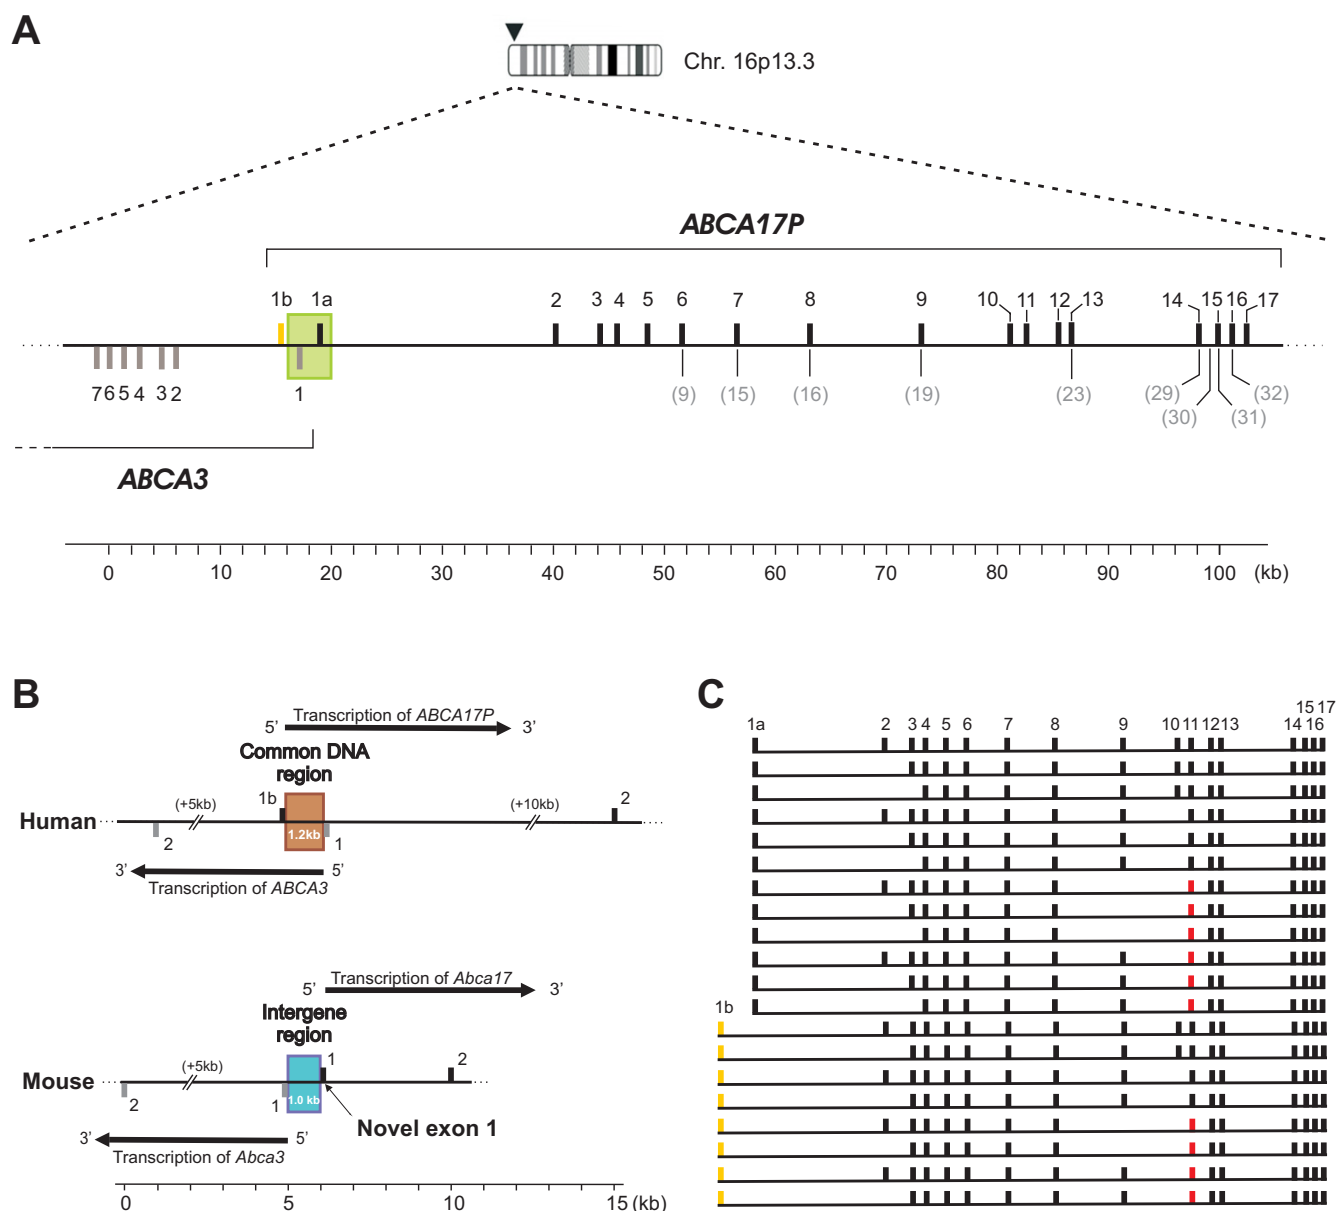 A
Chr. 16p13.3
ABCA17P
1b 1a 2 3 4 5 6 7 8 9 10 11 12 13 14 15 16 17
7 6 5 4 3 2 1 (9) (15) (16) (19) (23) (29) (32)
(30) (31)
ABCA3
0 10 20 30 40 50 60 70 80 90 100 (kb)
B
5’ Transcription of ABCA17P 3’
Common DNA
region
(+5kb) 1b (+10kb) 2
Human 1.2kb
2 1
3’ 5’
Transcription of ABCA3
5’ Transcription of Abca17 3’
Intergene
region
(+5kb) 1 2
Mouse 1.0 kb
2 1
Novel exon 1
3’ 5’
Transcription of Abca3
0 5 10 15 (kb)
C
15 17
1a 2 3 4 5 6 7 8 9 10 11 12 13 14 16
1b